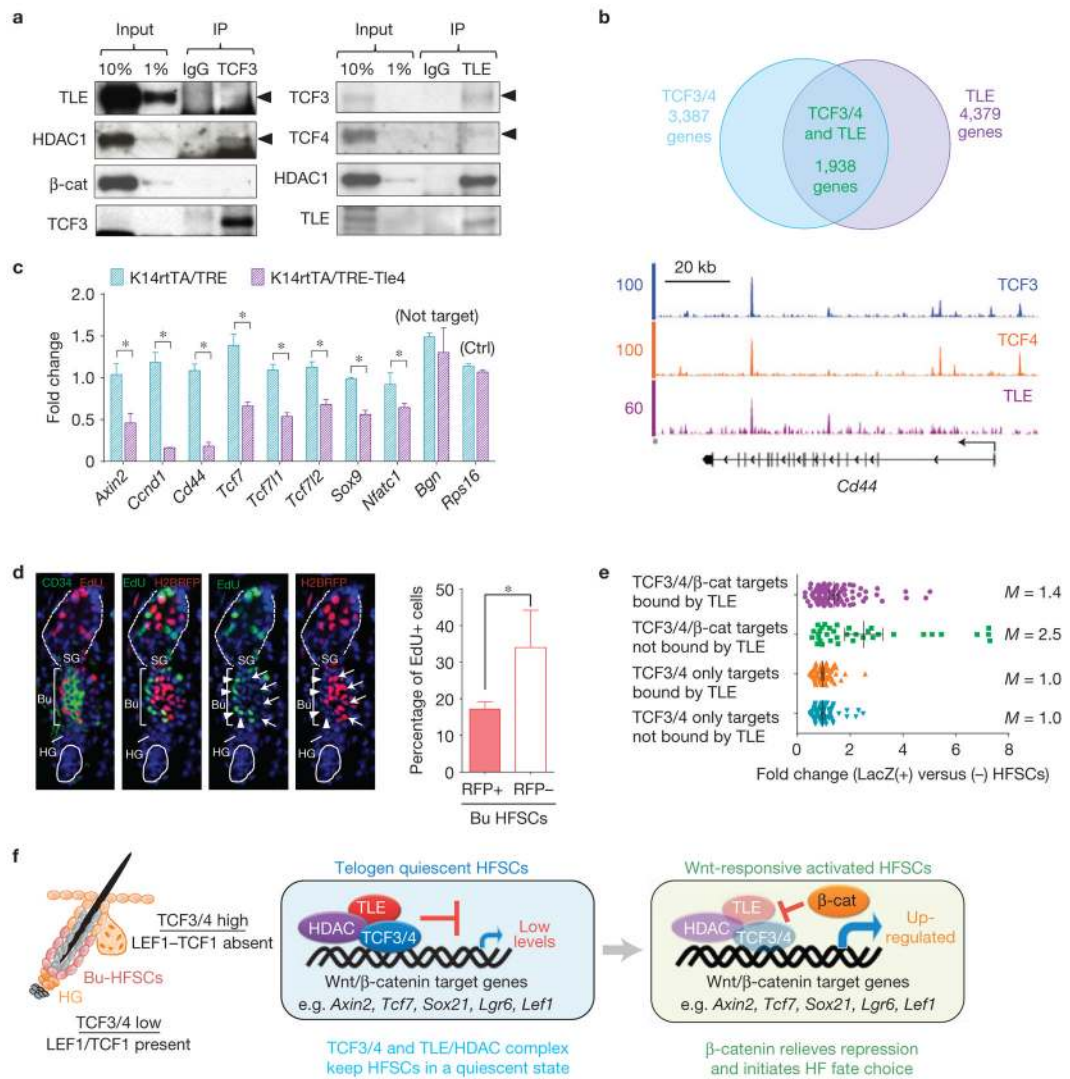 a
Input
IP
10% 1% IgG TCF3
TLE
HDAC1
β-cat
TCF3
Input
IP
10% 1% IgG TLE
TCF3
TCF4
HDAC1
TLE
b
TCF3/4
3,387
genes
TCF3/4
and TLE
1,938
genes
TLE
4,379
genes
20 kb
100
TCF3
100
TCF4
60
TLE
Cd44
c
K14rtTA/TRE
K14rtTA/TRE-Tle4
Fold change
2.0
1.5
1.0
0.5
0
* * * * * * * *
(Not target)
(Ctrl)
Axin2
Ccnd1
Cd44
Tcf7
Tcf7l1
Tcf7l2
Sox9
Nfatc1
Bgn
Rps16
d
CD34 EdU
EdU H2BRFP
EdU
H2BRFP
SG SG SG SG
Bu Bu Bu Bu
HG HG HG HG
Percentage of EdU+ cells
50
40
30
20
10
0
*
RFP+ RFP−
Bu HFSCs
e
TCF3/4/β-cat targets
bound by TLE
M = 1.4
TCF3/4/β-cat targets
not bound by TLE
M = 2.5
TCF3/4 only targets
bound by TLE
M = 1.0
TCF3/4 only targets
not bound by TLE
M = 1.0
0 2 4 6 8
Fold change (LacZ(+) versus (−) HFSCs)
f
TCF3/4 high
LEF1–TCF1 absent
Bu-HFSCs
HG
TCF3/4 low
LEF1/TCF1 present
Telogen quiescent HFSCs
TLE
HDAC
TCF3/4
Low
levels
Wnt/β-catenin target genes
e.g. Axin2, Tcf7, Sox21, Lgr6, Lef1
TCF3/4 and TLE/HDAC complex
keep HFSCs in a quiescent state
Wnt-responsive activated HFSCs
TLE
β-cat
HDAC
TCF3/4
Up-
regulated
Wnt/β-catenin target genes
e.g. Axin2, Tcf7, Sox21, Lgr6, Lef1
β-catenin relieves repression
and initiates HF fate choice